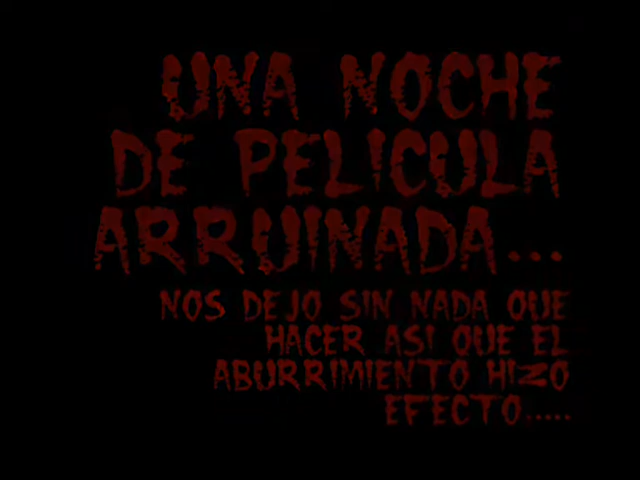 UNA NOCHE
DE PELICULA
ARRUINADA...
NOS DEJO SIN NADA QUE
HACER ASI QUE EL
ABURRIMIENTO HIZO
EFECTO.....